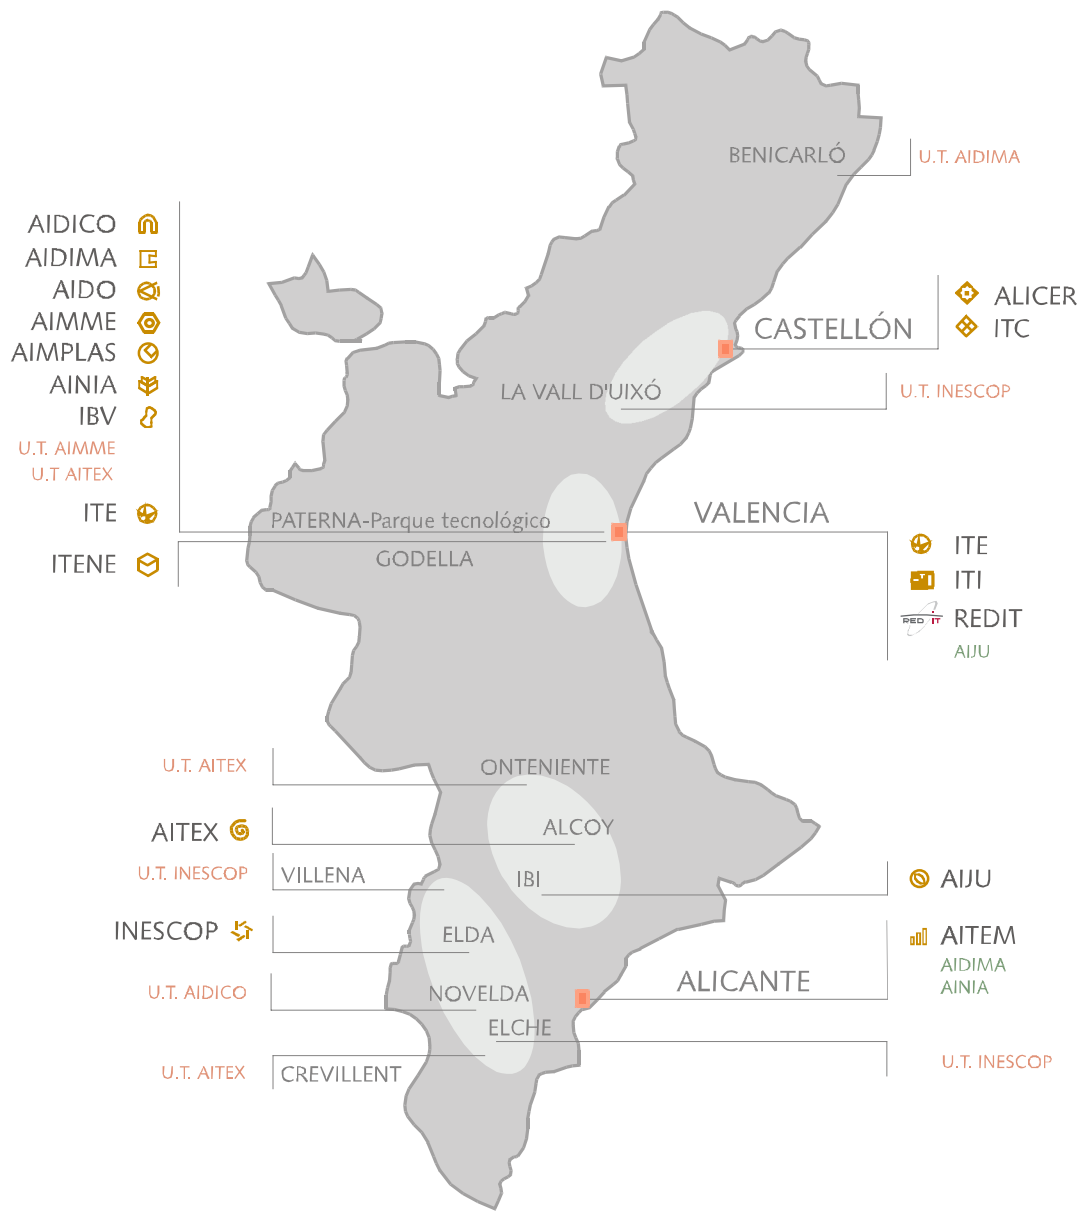 BENICARLÓ
U.T. AIDIMA
AIDICO
AIDIMA
AIDO
AIMME
AIMPLAS
AINIA
IBV
U.T. AIMME
U.T AITEX
ITE
ITENE
CASTELLÓN
ALICER
ITC
LA VALL D'UIXÓ
U.T. INESCOP
PATERNA-Parque tecnológico
GODELLA
VALENCIA
ITE
ITI
RED iT
REDIT
AIJU
U.T. AITEX
ONTENIENTE
AITEX
ALCOY
U.T. INESCOP
VILLENA
IBI
AIJU
INESCOP
ELDA
AITEM
AIDIMA
AINIA
ALICANTE
U.T. AIDICO
NOVELDA
ELCHE
U.T. INESCOP
U.T. AITEX
CREVILLENT